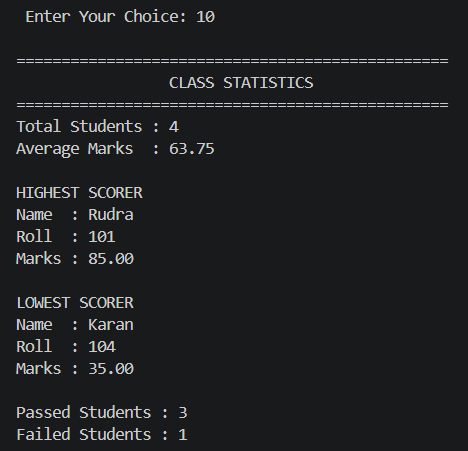 Enter Your Choice: 10
================================================
CLASS STATISTICS
================================================
Total Students : 4
Average Marks  : 63.75
HIGHEST SCORER
Name  : Rudra
Roll  : 101
Marks : 85.00
LOWEST SCORER
Name  : Karan
Roll  : 104
Marks : 35.00
Passed Students : 3
Failed Students : 1